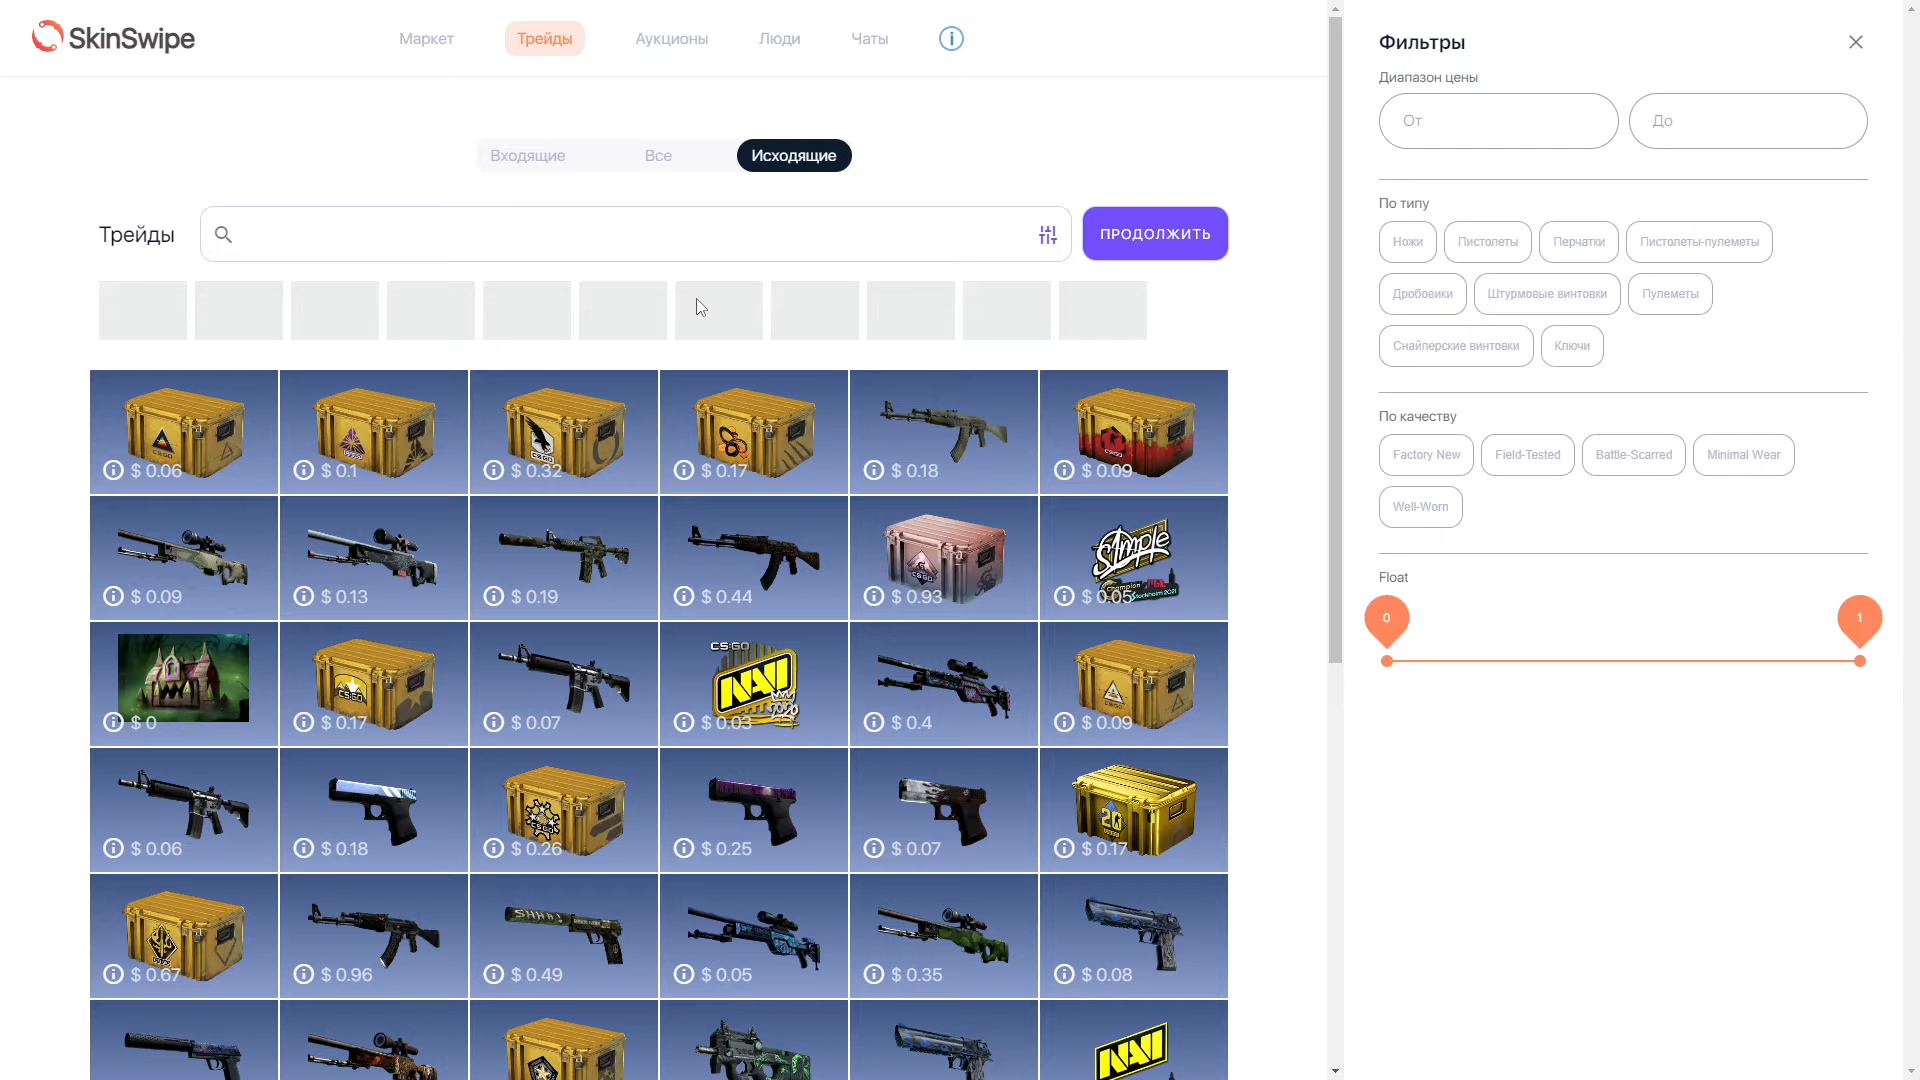 SkinSwipe
Маркет
Трейды
Аукционы
Люди
Чаты
Входящие
Все
Исходящие
Трейды
ПРОДОЛЖИТЬ
$ 0.06
$ 0.1
$ 0.32
$ 0.17
$ 0.18
$ 0.09
$ 0.09
$ 0.13
$ 0.19
$ 0.44
$ 0.93
$ 0.05
$ 0
$ 0.17
$ 0.07
$ 0.03
$ 0.4
$ 0.09
$ 0.06
$ 0.18
$ 0.26
$ 0.25
$ 0.07
$ 0.17
$ 0.67
$ 0.96
$ 0.49
$ 0.05
$ 0.35
$ 0.08
Фильтры
Диапазон цены
От
До
По типу
Ножи
Пистолеты
Перчатки
Пистолеты-пулеметы
Дробовики
Штурмовые винтовки
Пулеметы
Снайперские винтовки
Ключи
По качеству
Factory New
Field-Tested
Battle-Scarred
Minimal Wear
Well-Worn
Float
0
1